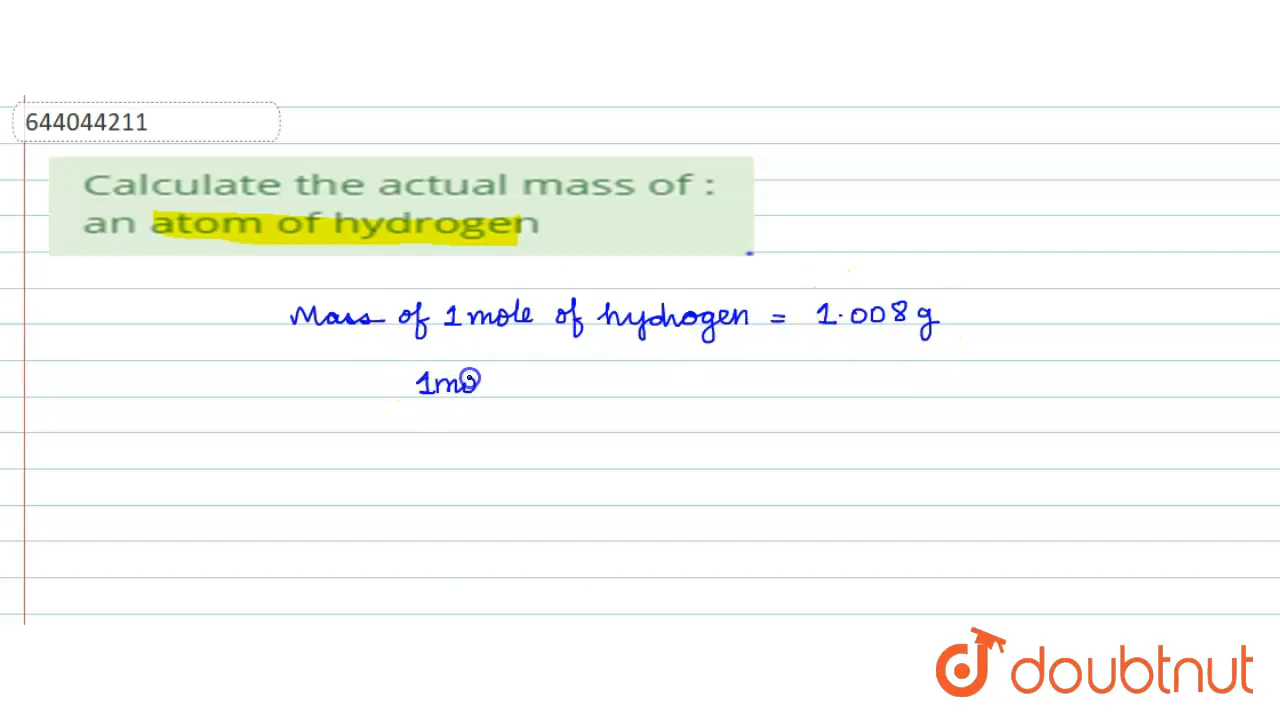 644044211
Calculate the actual mass of :
an atom of hydrogen
Mass of 1 mole of hydrogen = 1.008 g
1mo
doubtnut